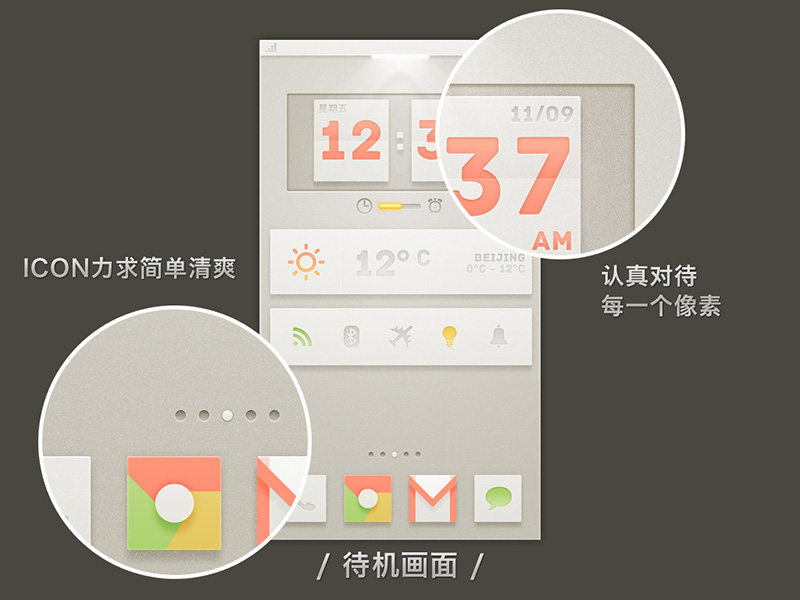 星期五
12:3
11/09
37
AM
12°C
BEIJING
0°C - 12°C
ICON力求简单清爽
认真对待
每一个像素
/ 待机画面 /